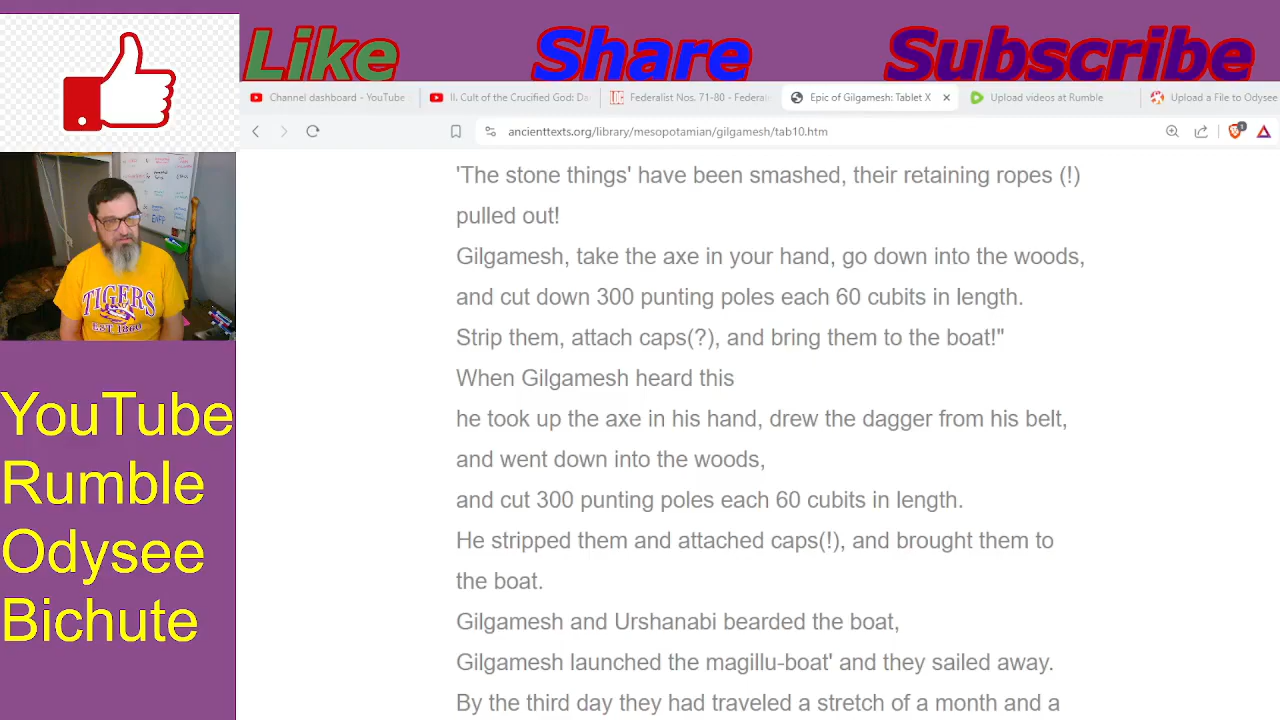 Like Share Subscribe
Channel dashboard - YouTube
II. Cult of the Crucified God: Da
Federalist Nos. 71-80 - Federal
Epic of Gilgamesh: Tablet X
Upload videos at Rumble
Upload a File to Odysee
ancienttexts.org/library/mesopotamian/gilgamesh/tab10.htm
1
'The stone things' have been smashed, their retaining ropes (!)
pulled out!
Gilgamesh, take the axe in your hand, go down into the woods,
and cut down 300 punting poles each 60 cubits in length.
Strip them, attach caps(?), and bring them to the boat!"
When Gilgamesh heard this
he took up the axe in his hand, drew the dagger from his belt,
and went down into the woods,
and cut 300 punting poles each 60 cubits in length.
He stripped them and attached caps(!), and brought them to
the boat.
Gilgamesh and Urshanabi bearded the boat,
Gilgamesh launched the magillu-boat' and they sailed away.
By the third day they had traveled a stretch of a month and a
TIGERS
EST 1860
YouTube
Rumble
Odysee
Bichute